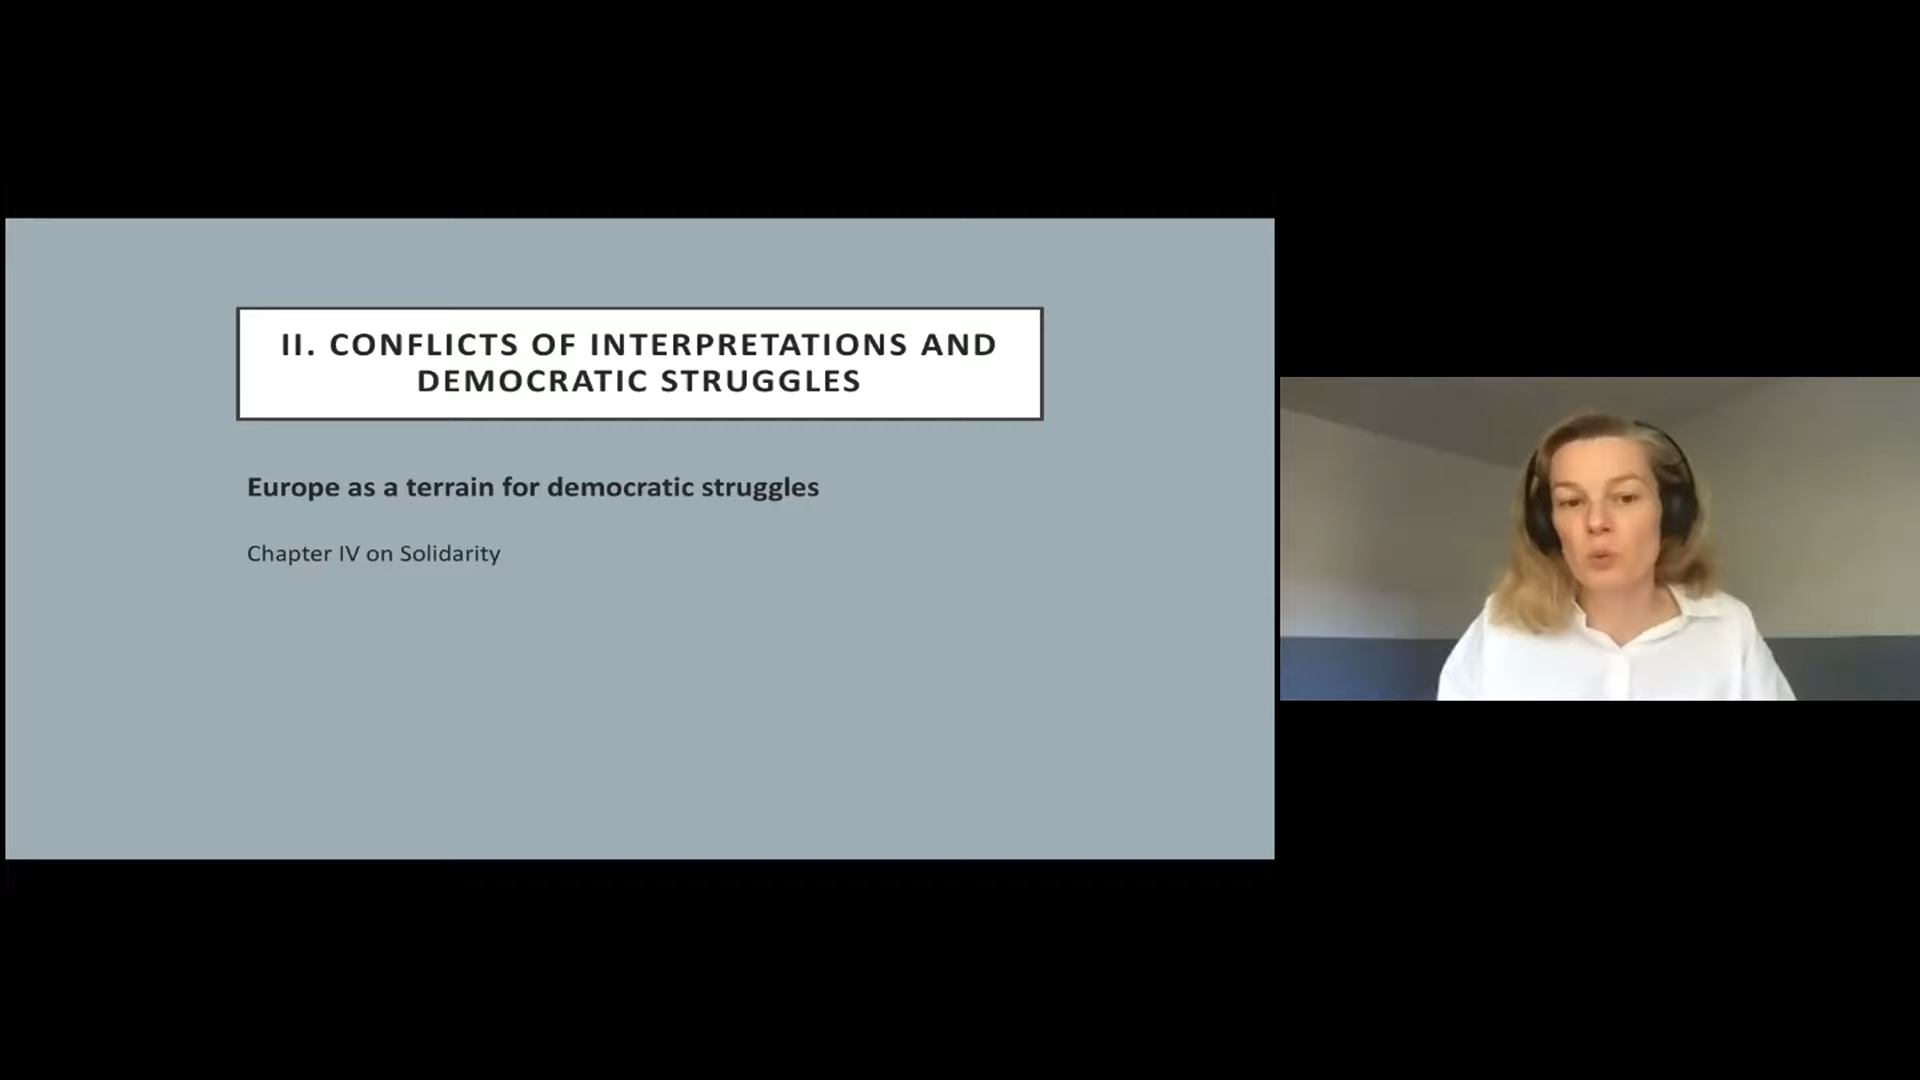 II. CONFLICTS OF INTERPRETATIONS AND
DEMOCRATIC STRUGGLES
Europe as a terrain for democratic struggles
Chapter IV on Solidarity